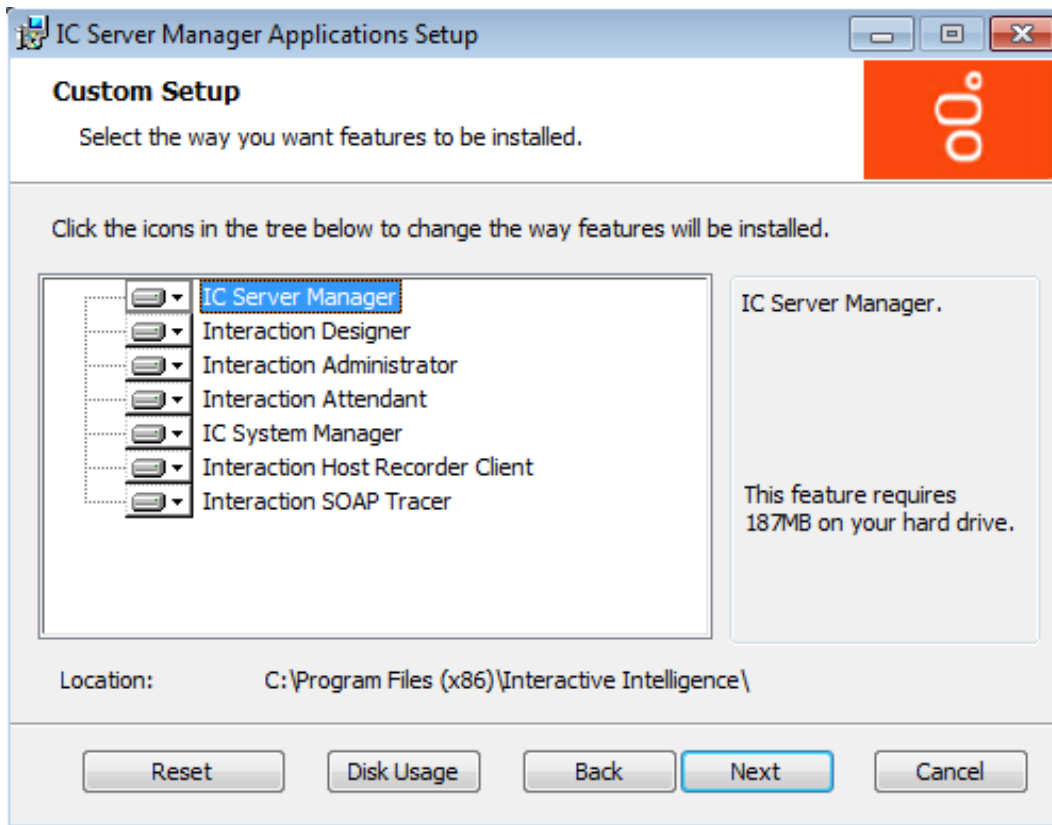 IC Server Manager Applications Setup
Custom Setup
Select the way you want features to be installed.
Click the icons in the tree below to change the way features will be installed.
IC Server Manager
Interaction Designer
Interaction Administrator
Interaction Attendant
IC System Manager
Interaction Host Recorder Client
Interaction SOAP Tracer
IC Server Manager.
This feature requires
187MB on your hard drive.
Location: C:\Program Files (x86)\Interactive Intelligence\
Reset Disk Usage Back Next Cancel